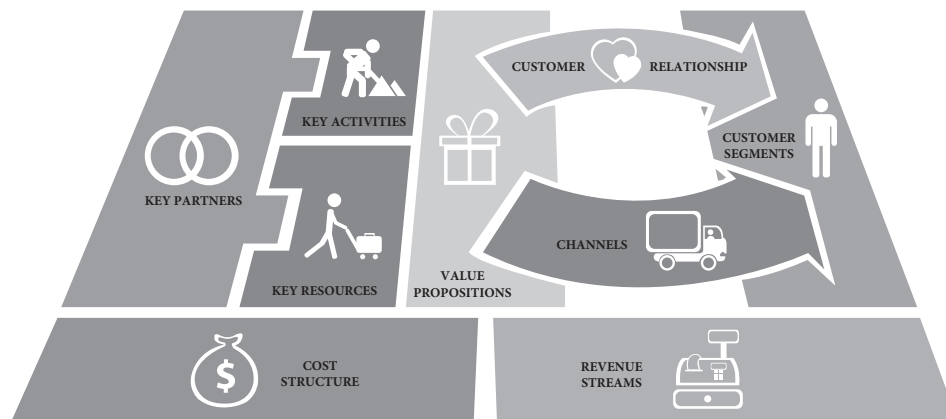 KEY PARTNERS
KEY ACTIVITIES
KEY RESOURCES
VALUE
PROPOSITIONS
CUSTOMER RELATIONSHIP
CHANNELS
CUSTOMER
SEGMENTS
COST
STRUCTURE
$
REVENUE
STREAMS